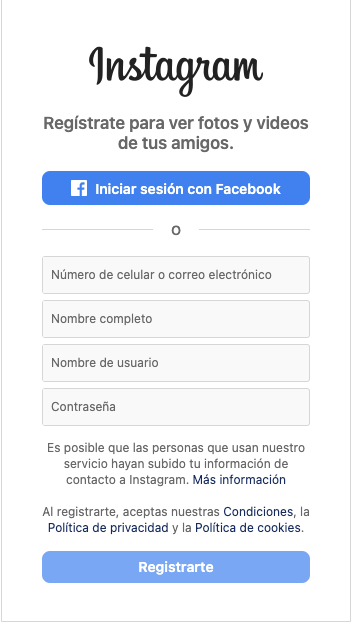 Instagram
Regístrate para ver fotos y videos
de tus amigos.
Iniciar sesión con Facebook
O
Número de celular o correo electrónico
Nombre completo
Nombre de usuario
Contraseña
Es posible que las personas que usan nuestro
servicio hayan subido tu información de
contacto a Instagram. Más información
Al registrarte, aceptas nuestras Condiciones, la
Política de privacidad y la Política de cookies.
Registrarte